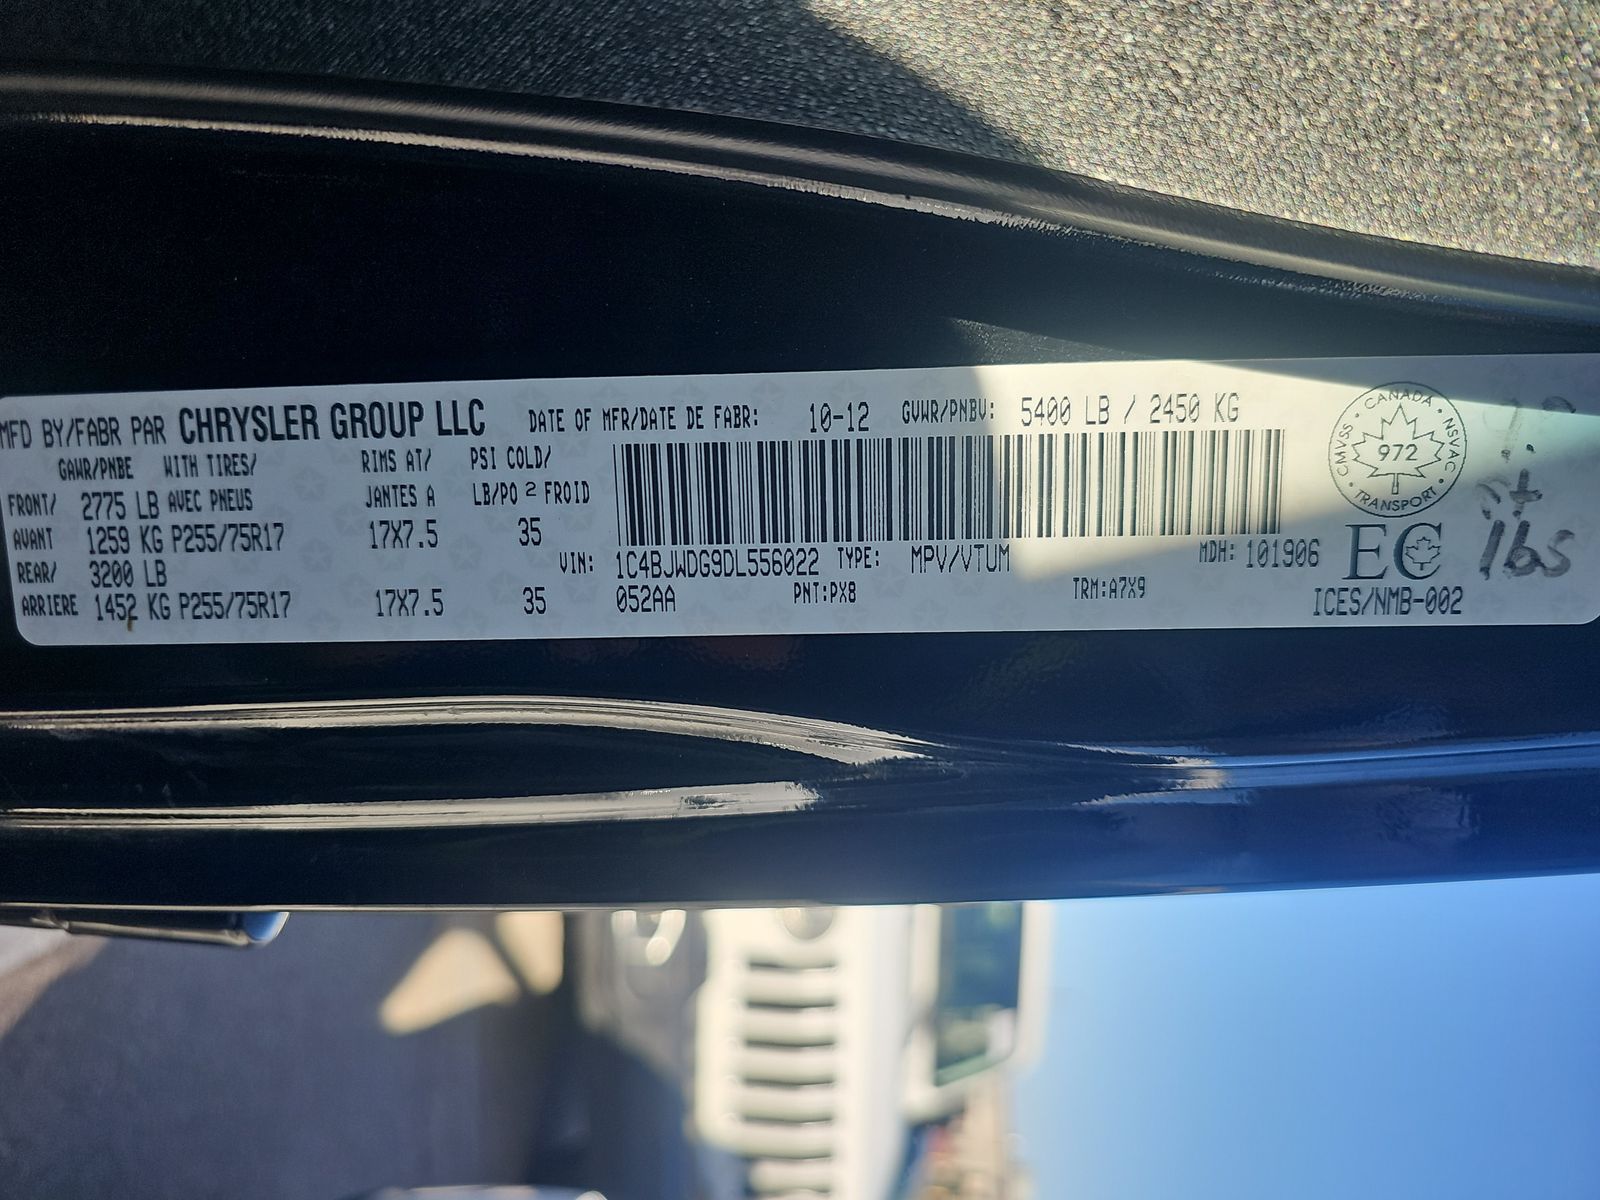 MFD BY/FABR PAR CHRYSLER GROUP LLC DATE OF MFR/DATE DE FABR: 10-12 GVWR/PNBV: 5400 LB / 2450 KG
GAWR/PNBE WITH TIRES/ RIMS AT/ PSI COLD/
FRONT/ 2775 LB AVEC PNEUS JANTES A LB/PO 2 FROID
AVANT 1259 KG P255/75R17 17X7.5 35
REAR/ 3200 LB
ARRIERE 1452 KG P255/75R17 17X7.5 35
VIN: 1C4BJWDG9DL556022 TYPE: MPV/VTUM MDH: 101906
052AA PNT:PX8 TRM:A7X9
CANADA
CMVSS 972 NSVAC
TRANSPORT
EC
ICES/NMB-002
lbs